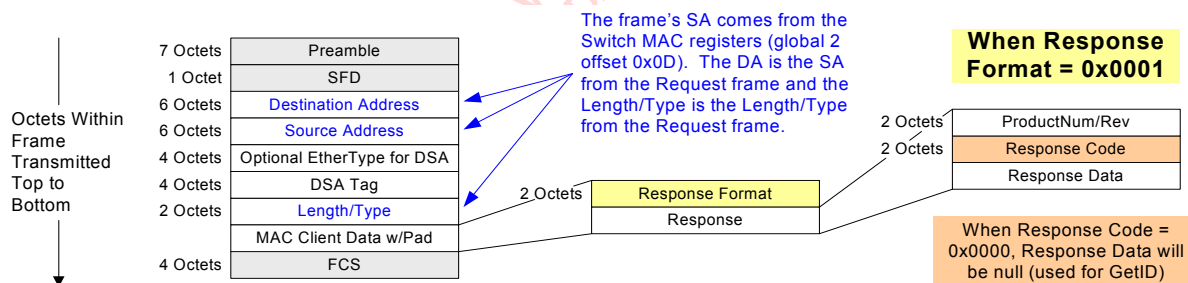 The frame's SA comes from the
Switch MAC registers (global 2
offset 0x0D). The DA is the SA
from the Request frame and the
Length/Type is the Length/Type
from the Request frame.
When Response
Format = 0x0001
Octets Within
Frame
Transmitted
Top to
Bottom
7 Octets Preamble
1 Octet SFD
6 Octets Destination Address
6 Octets Source Address
4 Octets Optional EtherType for DSA
4 Octets DSA Tag
2 Octets Length/Type
MAC Client Data w/Pad
4 Octets FCS
2 Octets Response Format
Response
2 Octets ProductNum/Rev
2 Octets Response Code
Response Data
When Response Code =
0x0000, Response Data will
be null (used for GetID)